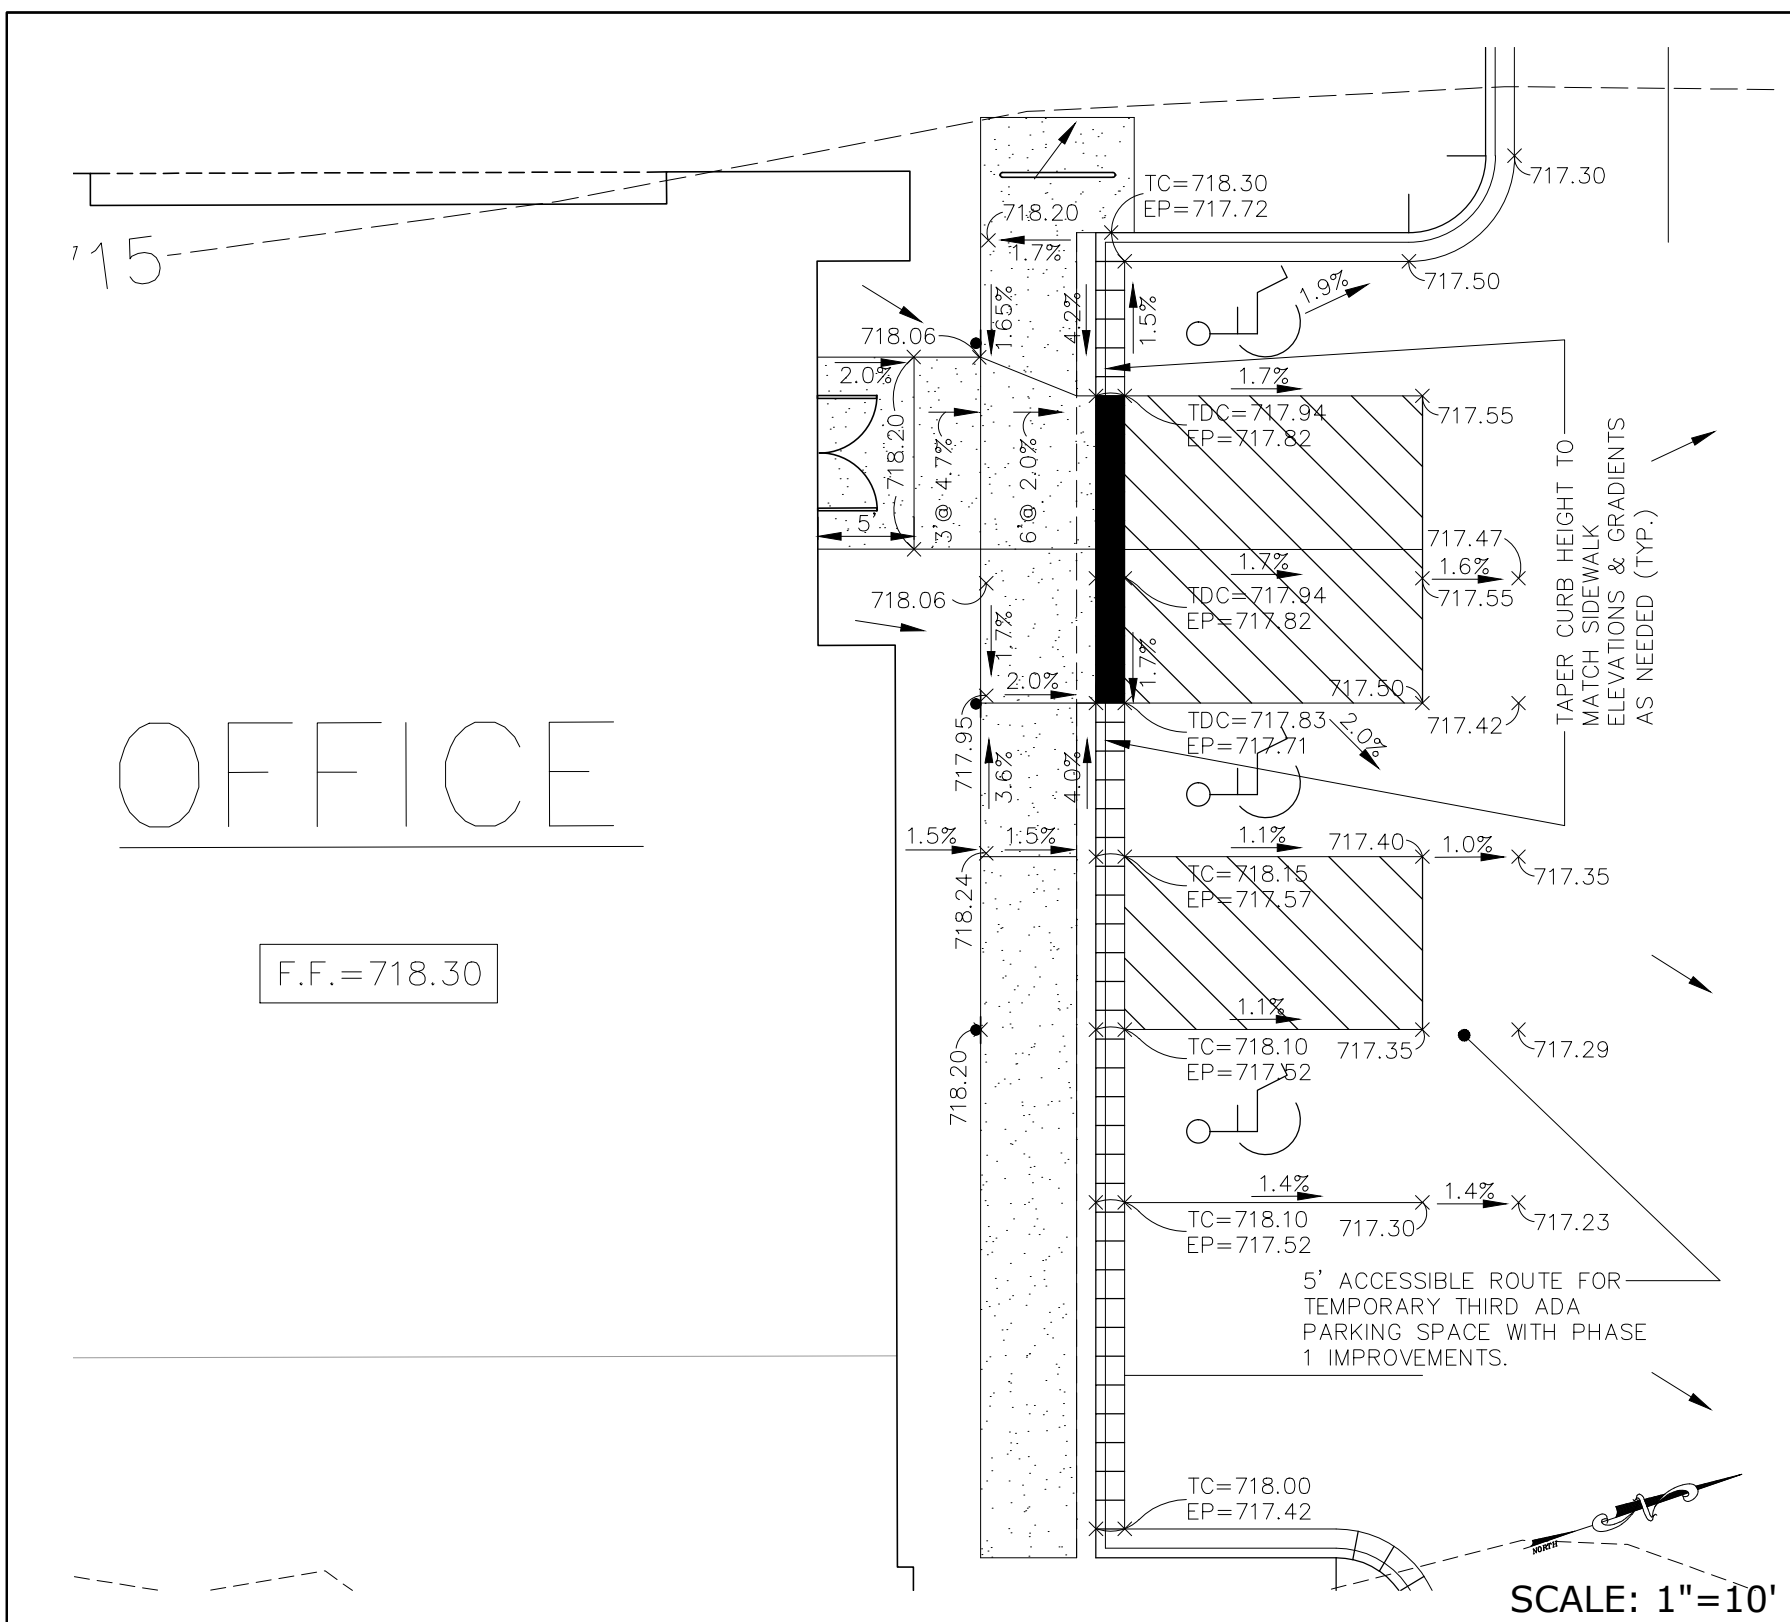 TC=718.30
EP=717.72
717.30
718.20
1.7%
'15
717.50
1.9%
1.65%
4.2%
1.5%
718.06
2.0%
1.7%
TDC=717.94
EP=717.82
717.55
718.20
3'@ 4.7%
6'@ 2.0%
5'
TAPER CURB HEIGHT TO
MATCH SIDEWALK
ELEVATIONS & GRADIENTS
AS NEEDED (TYP.)
717.47
1.7%
1.6%
717.55
718.06
TDC=717.94
EP=717.82
1.7%
1.7%
2.0%
717.50
717.42
717.95
TDC=717.83
EP=717.71
2.0%
OFFICE
3.6%
4.0%
1.5%
1.5%
1.1%
717.40
1.0%
717.35
TC=718.15
EP=717.57
718.24
F.F.=718.30
1.1%
718.20
TC=718.10
EP=717.52
717.35
717.29
1.4%
1.4%
TC=718.10
EP=717.52
717.30
717.23
5' ACCESSIBLE ROUTE FOR
TEMPORARY THIRD ADA
PARKING SPACE WITH PHASE
1 IMPROVEMENTS.
TC=718.00
EP=717.42
NORTH
SCALE: 1"=10'